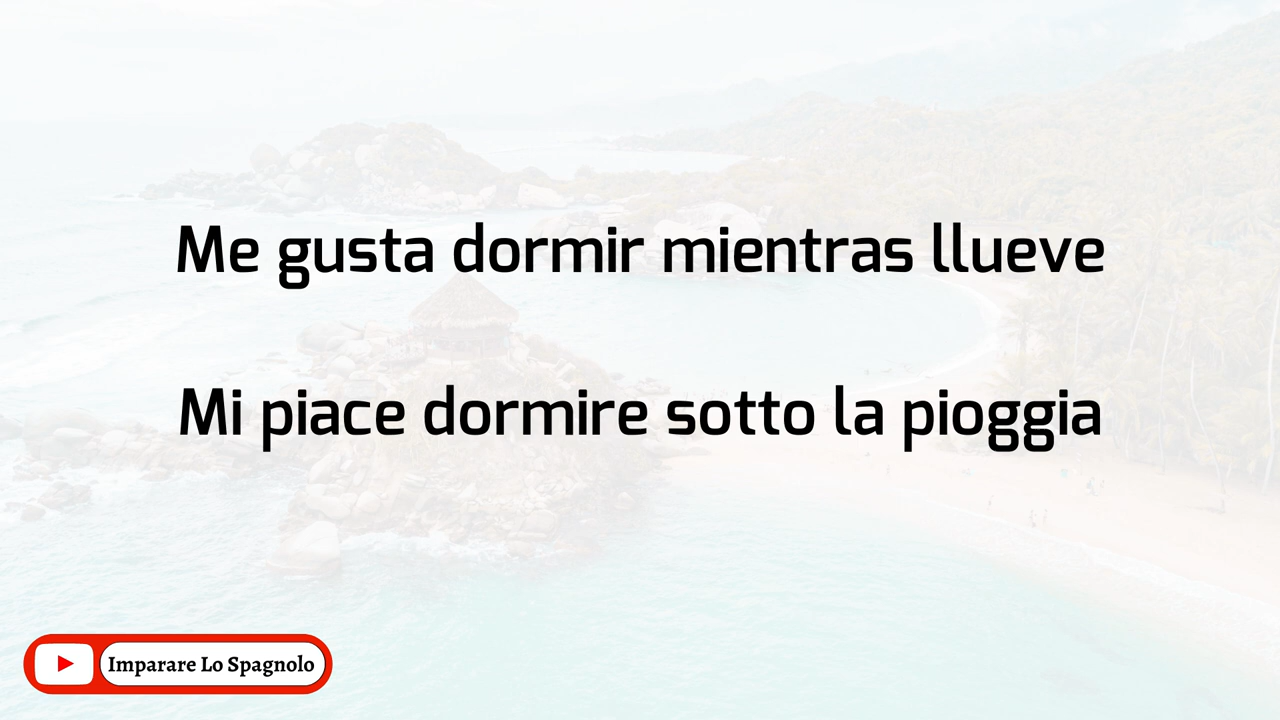 Me gusta dormir mientras llueve
Mi piace dormire sotto la pioggia
Imparare Lo Spagnolo